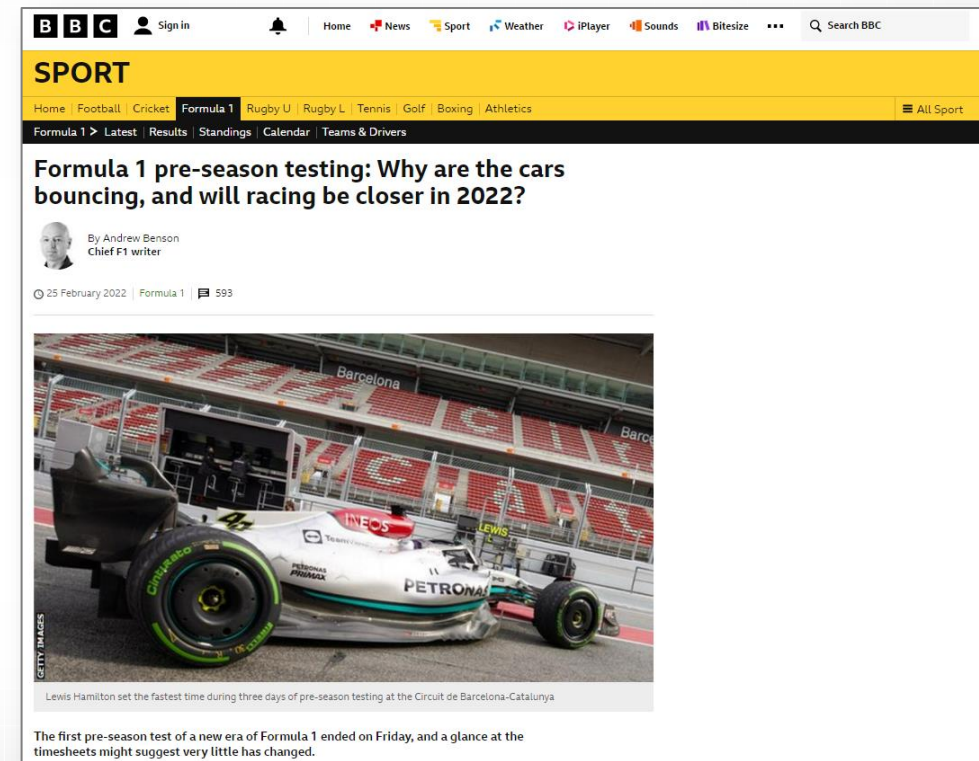 BBC Sign in Home News Sport Weather iPlayer Sounds Bitesize Search BBC
SPORT
Home Football Cricket Formula 1 Rugby U Rugby L Tennis Golf Boxing Athletics All Sport
Formula 1 > Latest Results Standings Calendar Teams & Drivers
Formula 1 pre-season testing: Why are the cars
bouncing, and will racing be closer in 2022?
By Andrew Benson
Chief F1 writer
25 February 2022 Formula 1 593
Barcelona
Barce
LEWIS
INEOS
44
Team
PETRONAS
PRIMAX
PETRONAS
Cinturato
PIRELLI
GETTY IMAGES
Lewis Hamilton set the fastest time during three days of pre-season testing at the Circuit de Barcelona-Catalunya
The first pre-season test of a new era of Formula 1 ended on Friday, and a glance at the
timesheets might suggest very little has changed.